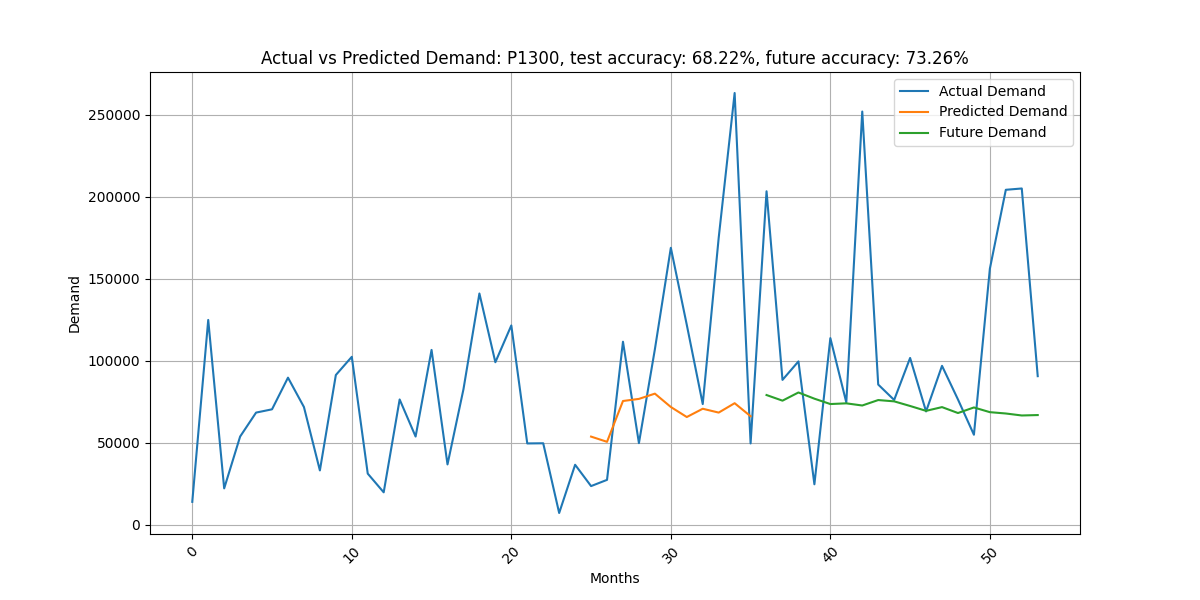 Actual vs Predicted Demand: P1300, test accuracy: 68.22%, future accuracy: 73.26%
Actual Demand
Predicted Demand
Future Demand
250000
200000
150000
100000
50000
0
Demand
0 10 20 30 40 50
Months